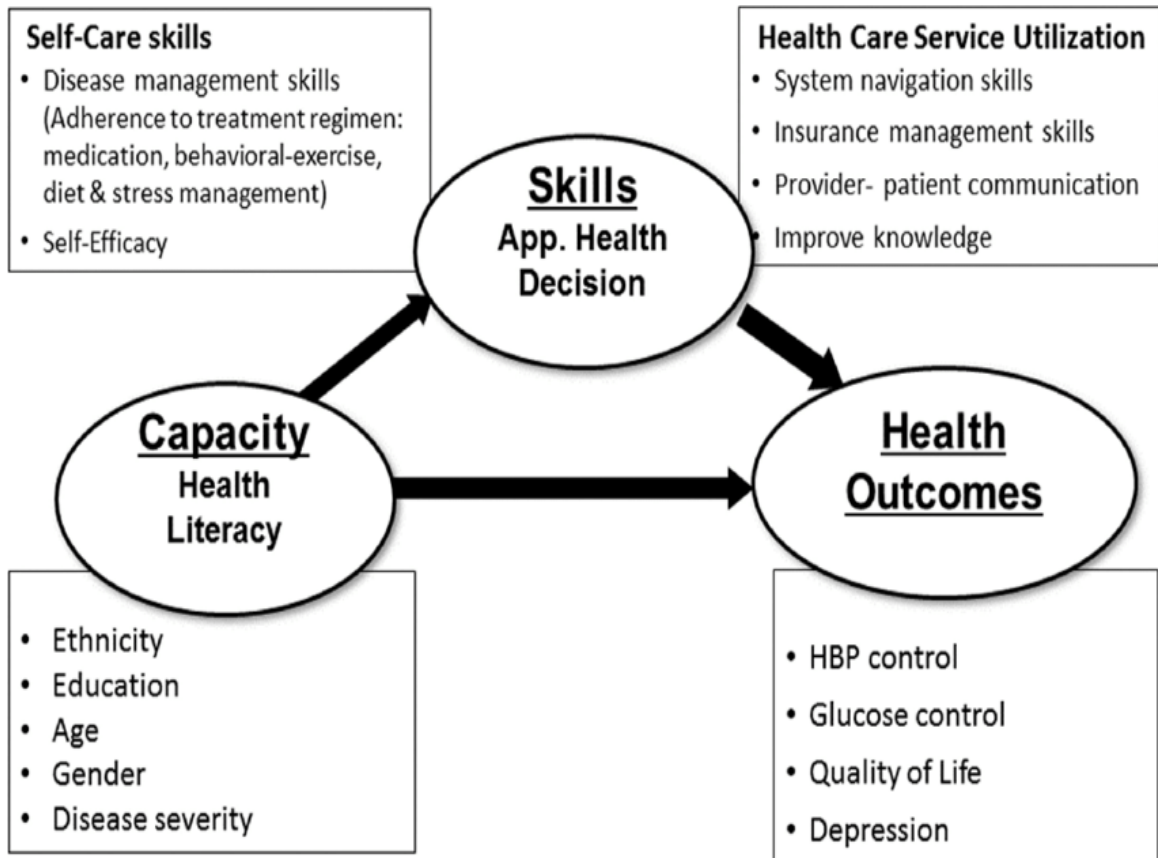 Self-Care skills
• Disease management skills
(Adherence to treatment regimen:
medication, behavioral-exercise,
diet & stress management)
• Self-Efficacy
Health Care Service Utilization
• System navigation skills
• Insurance management skills
• Provider- patient communication
• Improve knowledge
Skills
App. Health
Decision
Capacity
Health
Literacy
Health
Outcomes
• Ethnicity
• Education
• Age
• Gender
• Disease severity
• HBP control
• Glucose control
• Quality of Life
• Depression